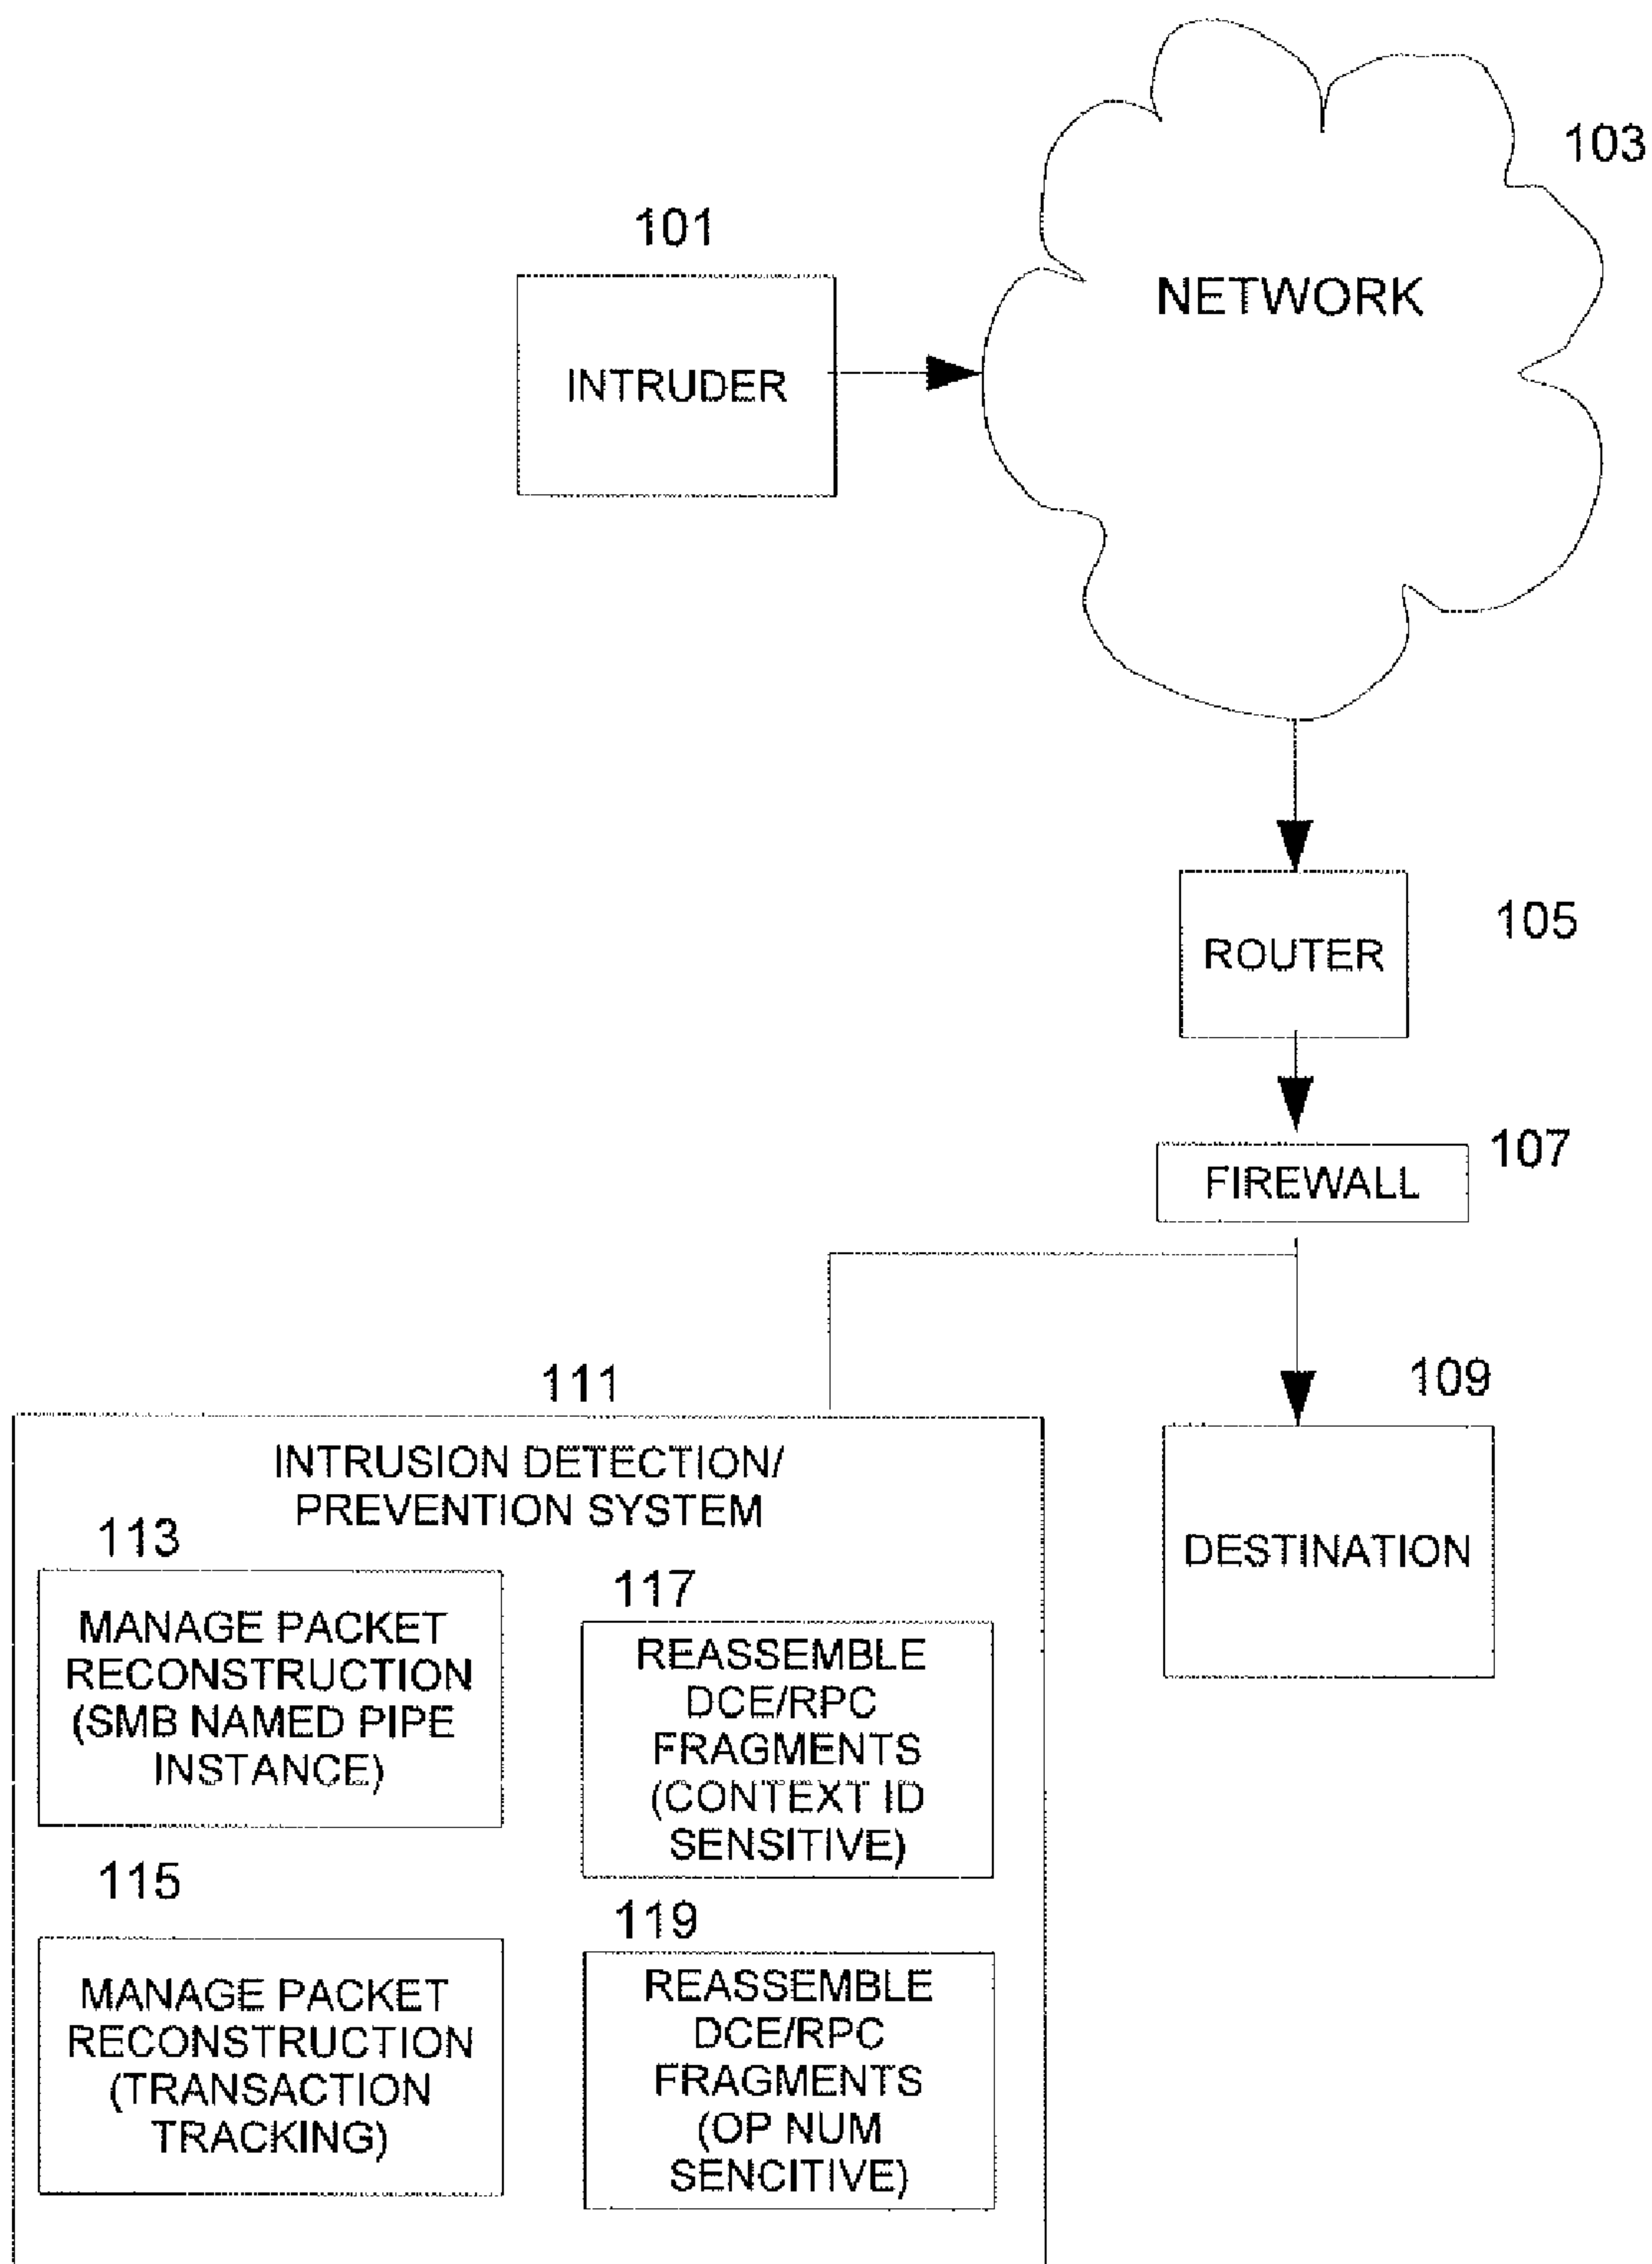 103
101
NETWORK
INTRUDER
105
ROUTER
107
FIREWALL
109
DESTINATION
111
INTRUSION DETECTION/
PREVENTION SYSTEM
113
MANAGE PACKET
RECONSTRUCTION
(SMB NAMED PIPE
INSTANCE)
117
REASSEMBLE
DCE/RPC
FRAGMENTS
(CONTEXT ID
SENSITIVE)
115
MANAGE PACKET
RECONSTRUCTION
(TRANSACTION
TRACKING)
119
REASSEMBLE
DCE/RPC
FRAGMENTS
(OP NUM
SENCITIVE)